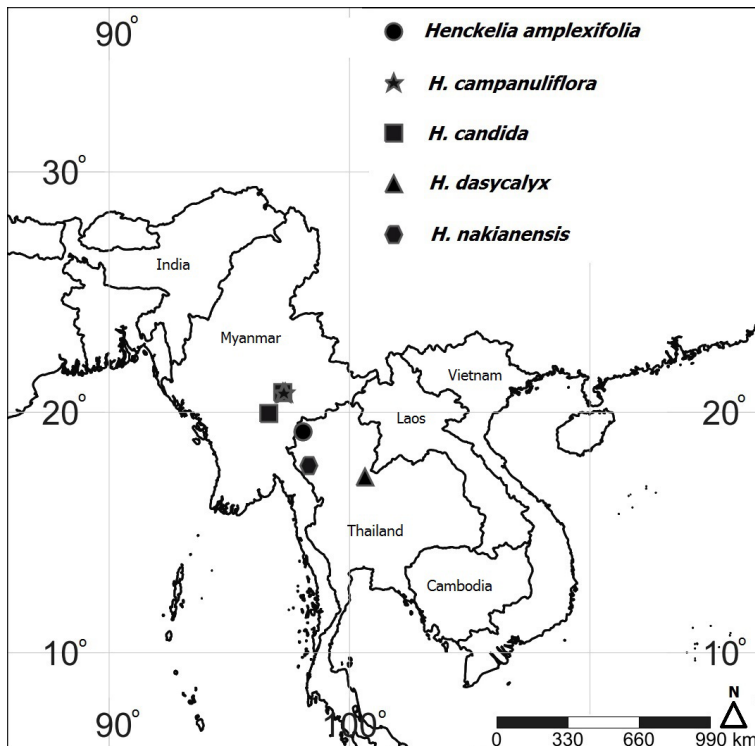 90°
Henckelia amplexifolia
H. campanuliflora
H. candida
30°
H. dasycalyx
H. nakianensis
India
Myanmar
Vietnam
20°
Laos
20°
Thailand
Cambodia
10°
10°
N
90°
100°
0 330 660 990 km